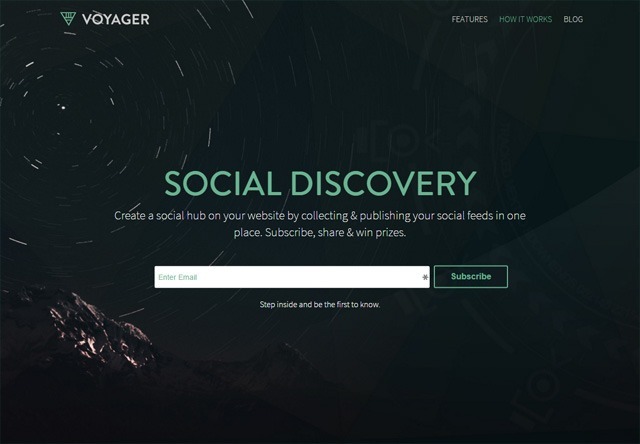 VOYAGER
FEATURES HOW IT WORKS BLOG
SOCIAL DISCOVERY
Create a social hub on your website by collecting & publishing your social feeds in one
place. Subscribe, share & win prizes.
Enter Email
Subscribe
Step inside and be the first to know.